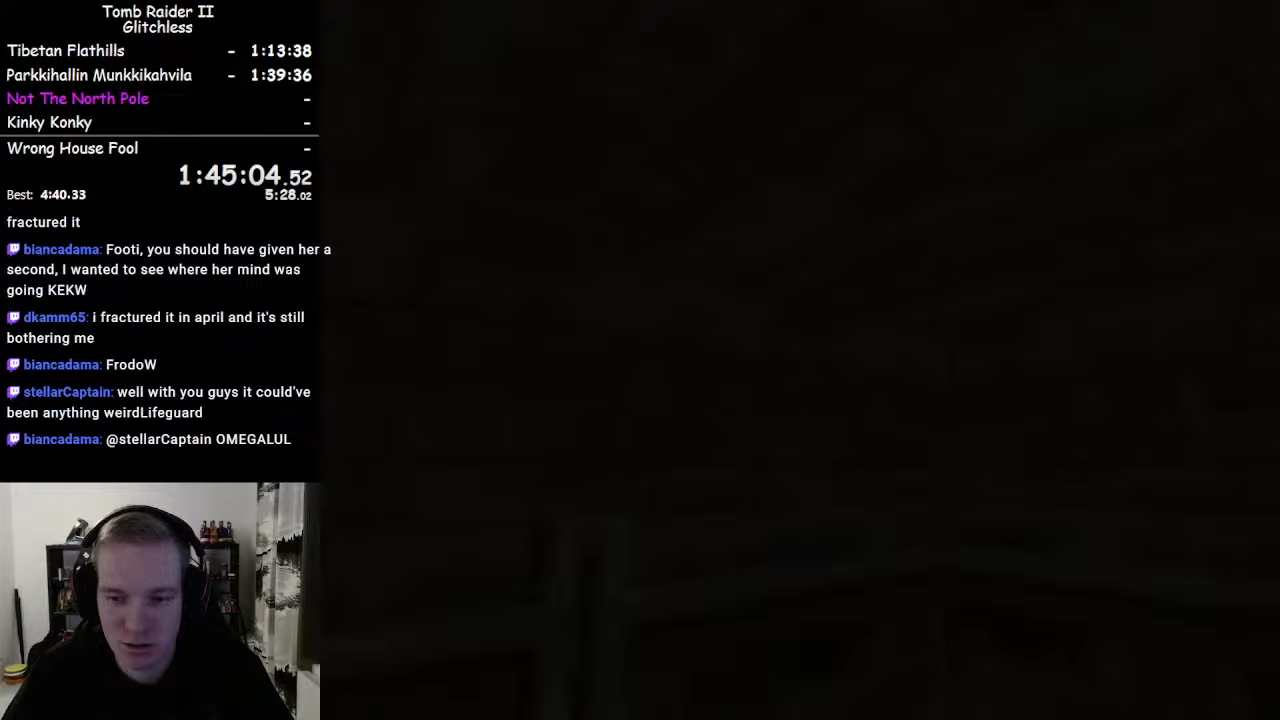 Tomb Raider II
Glitchless
Tibetan Flathills - 1:13:38
Parkkihallin Munkkikahvila - 1:39:36
Not The North Pole -
Kinky Konky -
Wrong House Fool -
1:45:04.52
Best: 4:40.33 5:28.02
fractured it
biancadama: Footi, you should have given her a
second, I wanted to see where her mind was
going KEKW
dkamm65: i fractured it in april and it's still
bothering me
biancadama: FrodoW
stellarCaptain: well with you guys it could've
been anything weirdLifeguard
biancadama: @stellarCaptain OMEGALUL